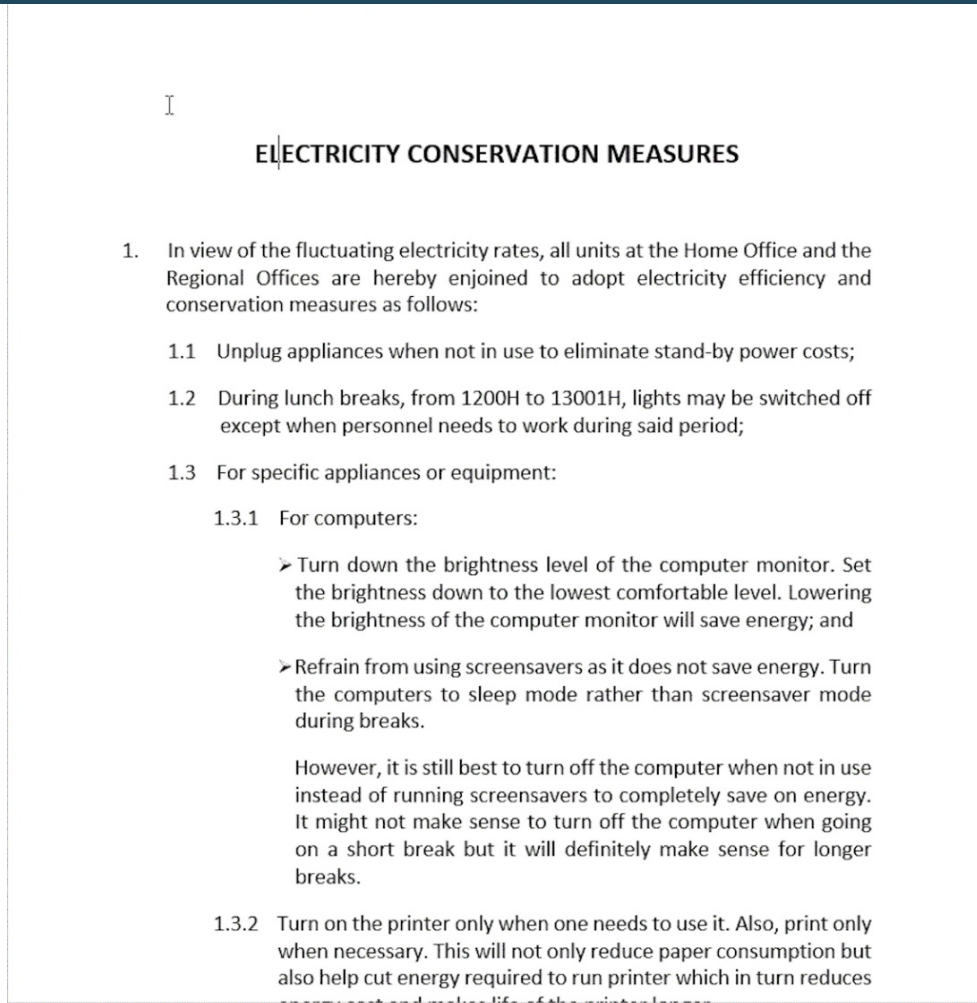 ELECTRICITY CONSERVATION MEASURES
1. In view of the fluctuating electricity rates, all units at the Home Office and the
Regional Offices are hereby enjoined to adopt electricity efficiency and
conservation measures as follows:
1.1 Unplug appliances when not in use to eliminate stand-by power costs;
1.2 During lunch breaks, from 1200H to 13001H, lights may be switched off
except when personnel needs to work during said period;
1.3 For specific appliances or equipment:
1.3.1 For computers:
➢ Turn down the brightness level of the computer monitor. Set
the brightness down to the lowest comfortable level. Lowering
the brightness of the computer monitor will save energy; and
➢ Refrain from using screensavers as it does not save energy. Turn
the computers to sleep mode rather than screensaver mode
during breaks.
However, it is still best to turn off the computer when not in use
instead of running screensavers to completely save on energy.
It might not make sense to turn off the computer when going
on a short break but it will definitely make sense for longer
breaks.
1.3.2 Turn on the printer only when one needs to use it. Also, print only
when necessary. This will not only reduce paper consumption but
also help cut energy required to run printer which in turn reduces